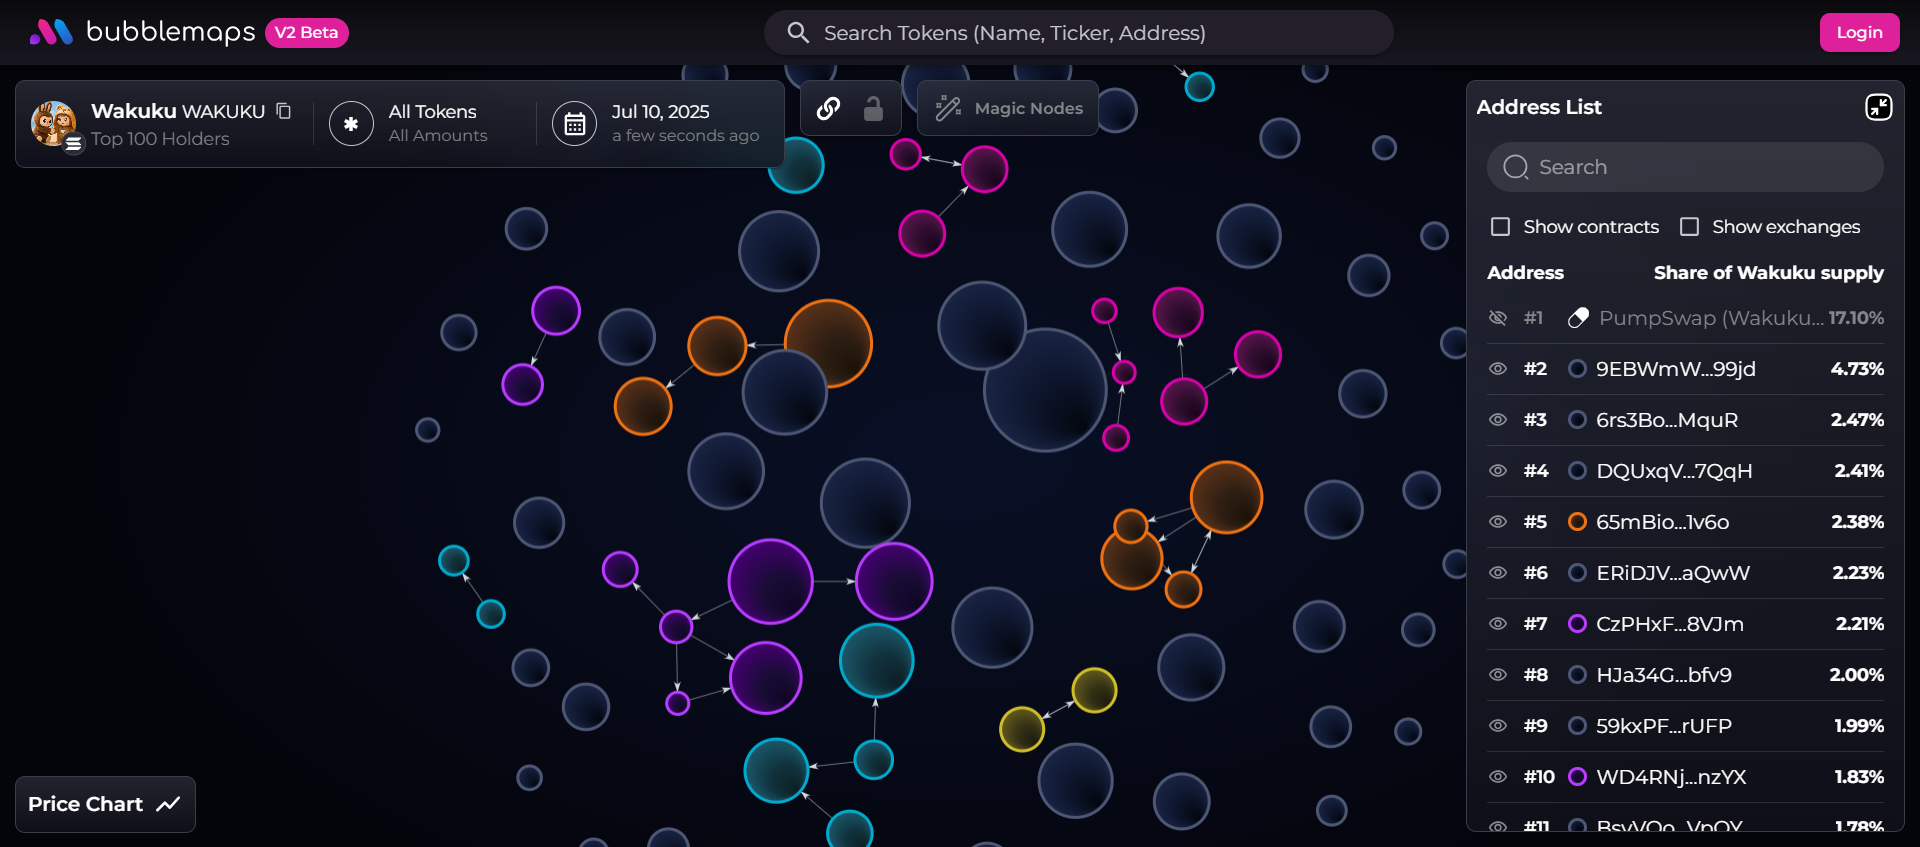 bubblemaps V2 Beta
Search Tokens (Name, Ticker, Address)
Login
Wakuku WAKUKU
Top 100 Holders
All Tokens
All Amounts
Jul 10, 2025
a few seconds ago
Magic Nodes
Address List
Search
Show contracts Show exchanges
Address Share of Wakuku supply
#1 PumpSwap (Wakuku... 17.10%
#2 9EBWmW...99jd 4.73%
#3 6rs3Bo...MquR 2.47%
#4 DQUxqV...7QqH 2.41%
#5 65mBio...1v6o 2.38%
#6 ERiDJV...aQwW 2.23%
#7 CzPHxF...8VJm 2.21%
#8 HJa34G...bfv9 2.00%
#9 59kxPF...rUFP 1.99%
#10 WD4RNj...nzYX 1.83%
#11 1.78%
Price Chart